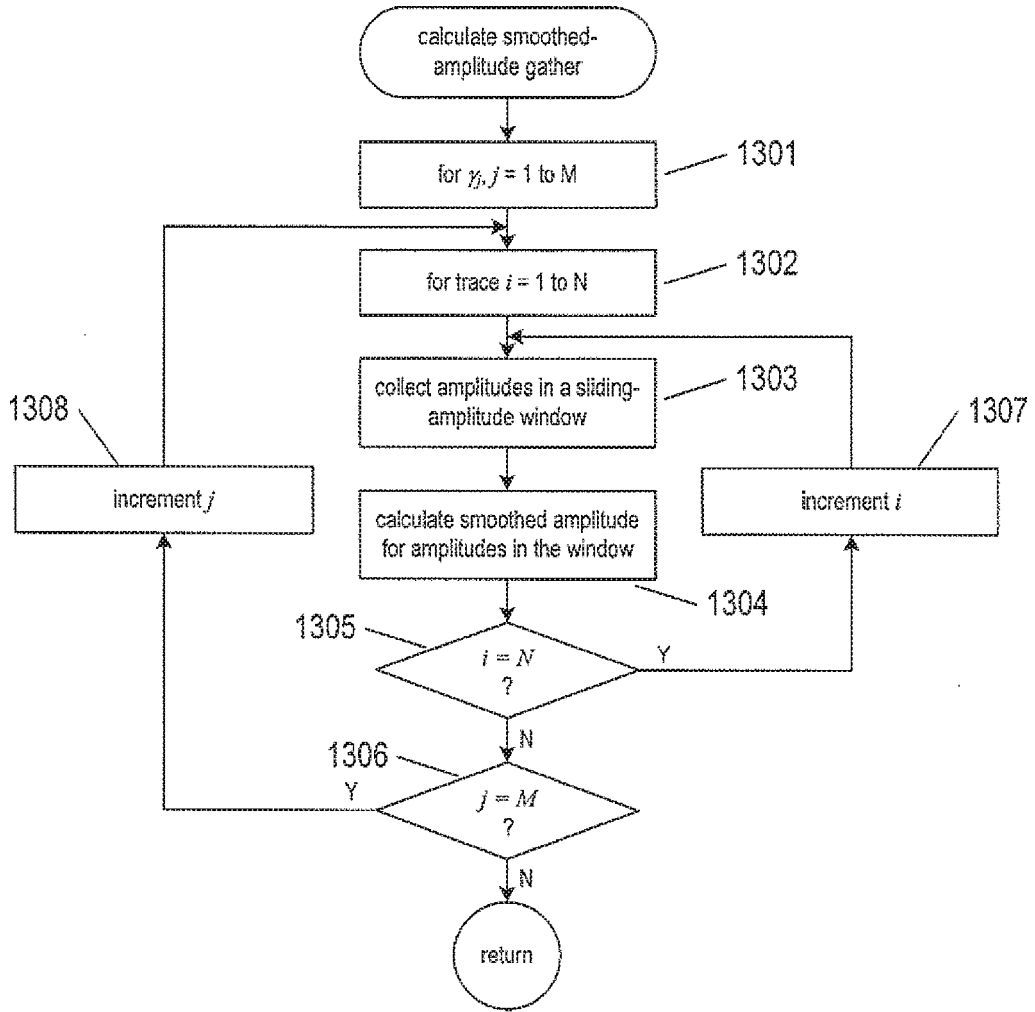 calculate smoothed-
amplitude gather
1301
for γj, j = 1 to M
1302
for trace i = 1 to N
1303
collect amplitudes in a sliding-
amplitude window
1308
1307
increment j
increment i
calculate smoothed amplitude
for amplitudes in the window
1304
1305
i = N
?
Y
N
1306
Y
j = M
?
N
return